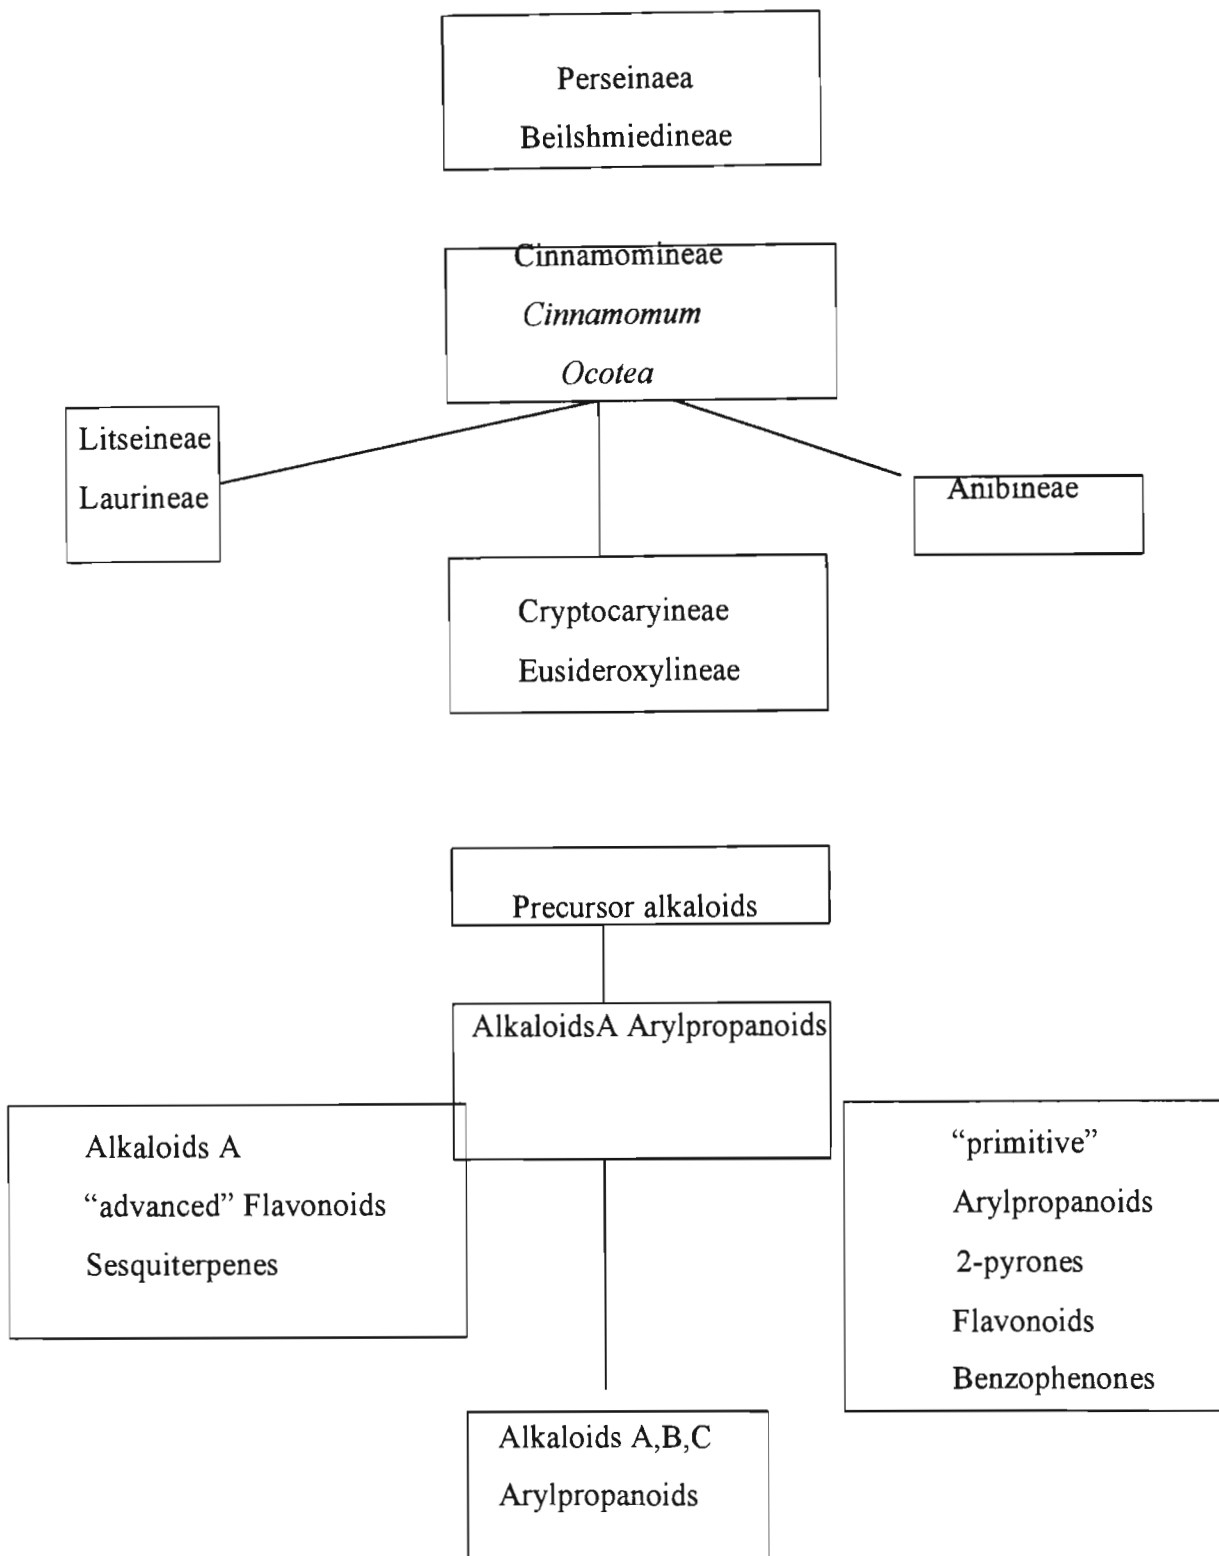 Perseinaea
Beilshmiedineae
Cinnamomineae
Cinnamomum
Ocotea
Litseineae
Laurineae
Anibineae
Cryptocaryineae
Eusideroxylineae
Precursor alkaloids
AlkaloidsA Arylpropanoids
Alkaloids A
“advanced” Flavonoids
Sesquiterpenes
“primitive”
Arylpropanoids
2-pyrones
Flavonoids
Benzophenones
Alkaloids A,B,C
Arylpropanoids